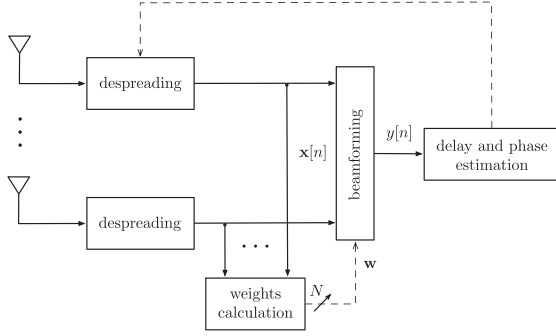 despreading
x[n]
beamforming
y[n]
delay and phase
estimation
despreading
w
N
weights
calculation